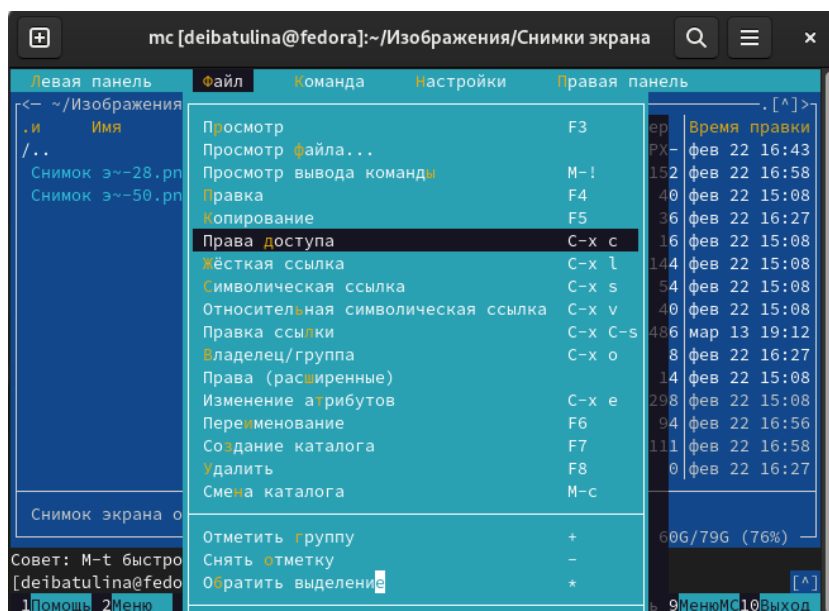 mc [deibatulina@fedora]:~/Изображения/Снимки экрана
Левая панель Файл Команда Настройки Правая панель
<— ~/Изображения .[^]>
.и Имя ер Время правки
/.. PX- фев 22 16:43
Снимок э~-28.pn 152 фев 22 16:58
Снимок э~-50.pn 40 фев 22 15:08
36 фев 22 16:27
16 фев 22 15:08
144 фев 22 15:08
54 фев 22 15:08
40 фев 22 15:08
486 мар 13 19:12
8 фев 22 16:27
14 фев 22 15:08
298 фев 22 15:08
94 фев 22 16:56
111 фев 22 16:58
0 фев 22 16:27
Просмотр F3
Просмотр файла...
Просмотр вывода команды M-!
Правка F4
Копирование F5
Права доступа C-x c
Жёсткая ссылка C-x l
Символическая ссылка C-x s
Относительная символическая ссылка C-x v
Правка ссылки C-x C-s
Владелец/группа C-x o
Права (расширенные)
Изменение атрибутов C-x e
Переименование F6
Создание каталога F7
Удалить F8
Смена каталога M-c
Отметить группу +
Снять отметку -
Обратить выделение *
Снимок экрана о
60G/79G (76%)
Совет: M-t быстро
[deibatulina@fedo [^]
1Помощь 2Меню ь 9МенюMC 10Выход